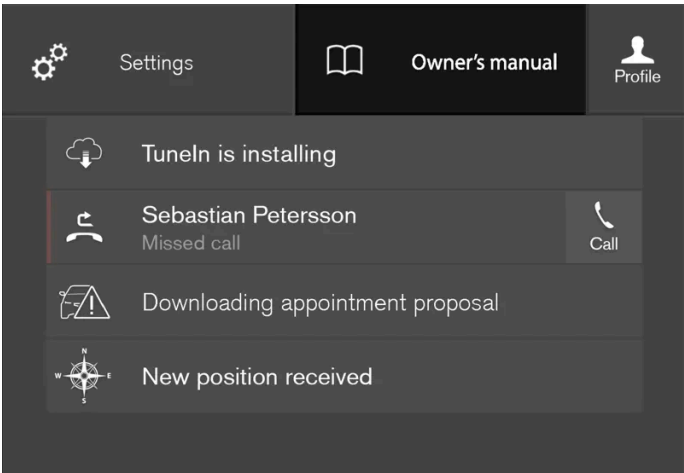 Settings
Owner's manual
Profile
TuneIn is installing
Sebastian Petersson
Missed call
Call
Downloading appointment proposal
N
W E
S
New position received